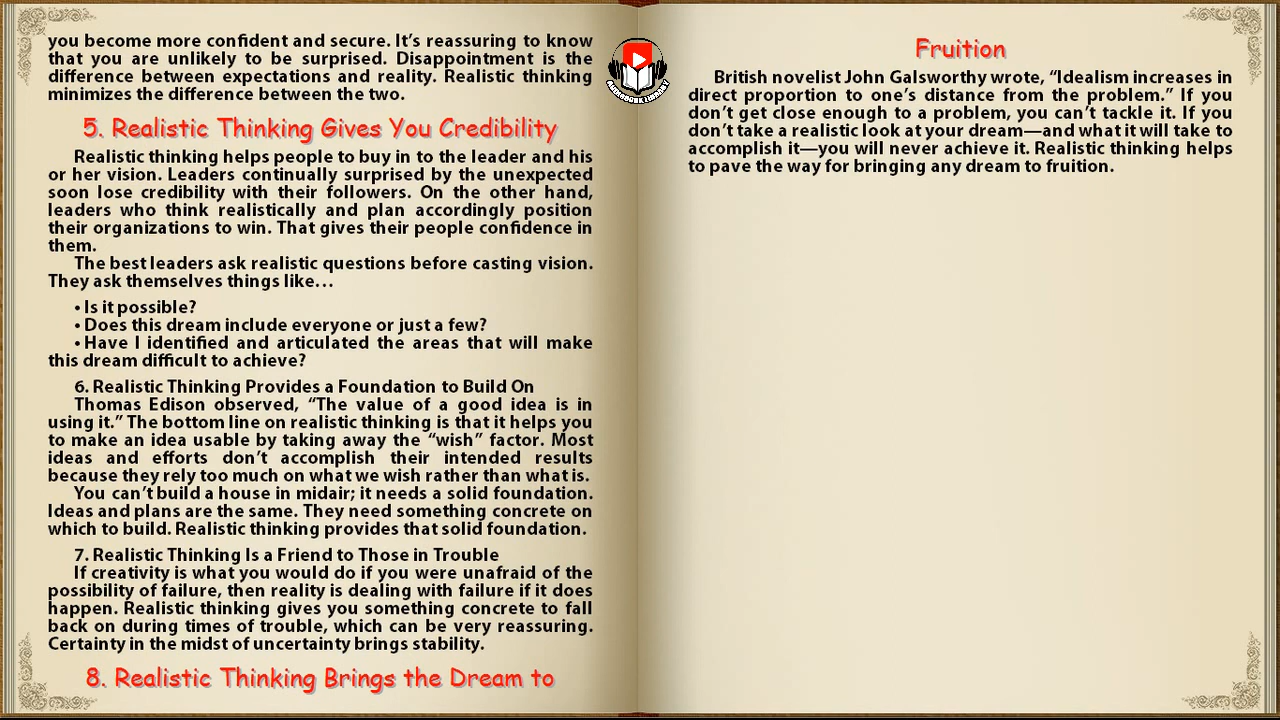 you become more confident and secure. It’s reassuring to know
that you are unlikely to be surprised. Disappointment is the
difference between expectations and reality. Realistic thinking
minimizes the difference between the two.
5. Realistic Thinking Gives You Credibility
Realistic thinking helps people to buy in to the leader and his
or her vision. Leaders continually surprised by the unexpected
soon lose credibility with their followers. On the other hand,
leaders who think realistically and plan accordingly position
their organizations to win. That gives their people confidence in
them.
The best leaders ask realistic questions before casting vision.
They ask themselves things like…
• Is it possible?
• Does this dream include everyone or just a few?
• Have I identified and articulated the areas that will make
this dream difficult to achieve?
6. Realistic Thinking Provides a Foundation to Build On
Thomas Edison observed, “The value of a good idea is in
using it.” The bottom line on realistic thinking is that it helps you
to make an idea usable by taking away the “wish” factor. Most
ideas and efforts don’t accomplish their intended results
because they rely too much on what we wish rather than what is.
You can’t build a house in midair; it needs a solid foundation.
Ideas and plans are the same. They need something concrete on
which to build. Realistic thinking provides that solid foundation.
7. Realistic Thinking Is a Friend to Those in Trouble
If creativity is what you would do if you were unafraid of the
possibility of failure, then reality is dealing with failure if it does
happen. Realistic thinking gives you something concrete to fall
back on during times of trouble, which can be very reassuring.
Certainty in the midst of uncertainty brings stability.
8. Realistic Thinking Brings the Dream to
AUDIOBOOK LIBRARY
Fruition
British novelist John Galsworthy wrote, “Idealism increases in
direct proportion to one’s distance from the problem.” If you
don’t get close enough to a problem, you can’t tackle it. If you
don’t take a realistic look at your dream—and what it will take to
accomplish it—you will never achieve it. Realistic thinking helps
to pave the way for bringing any dream to fruition.